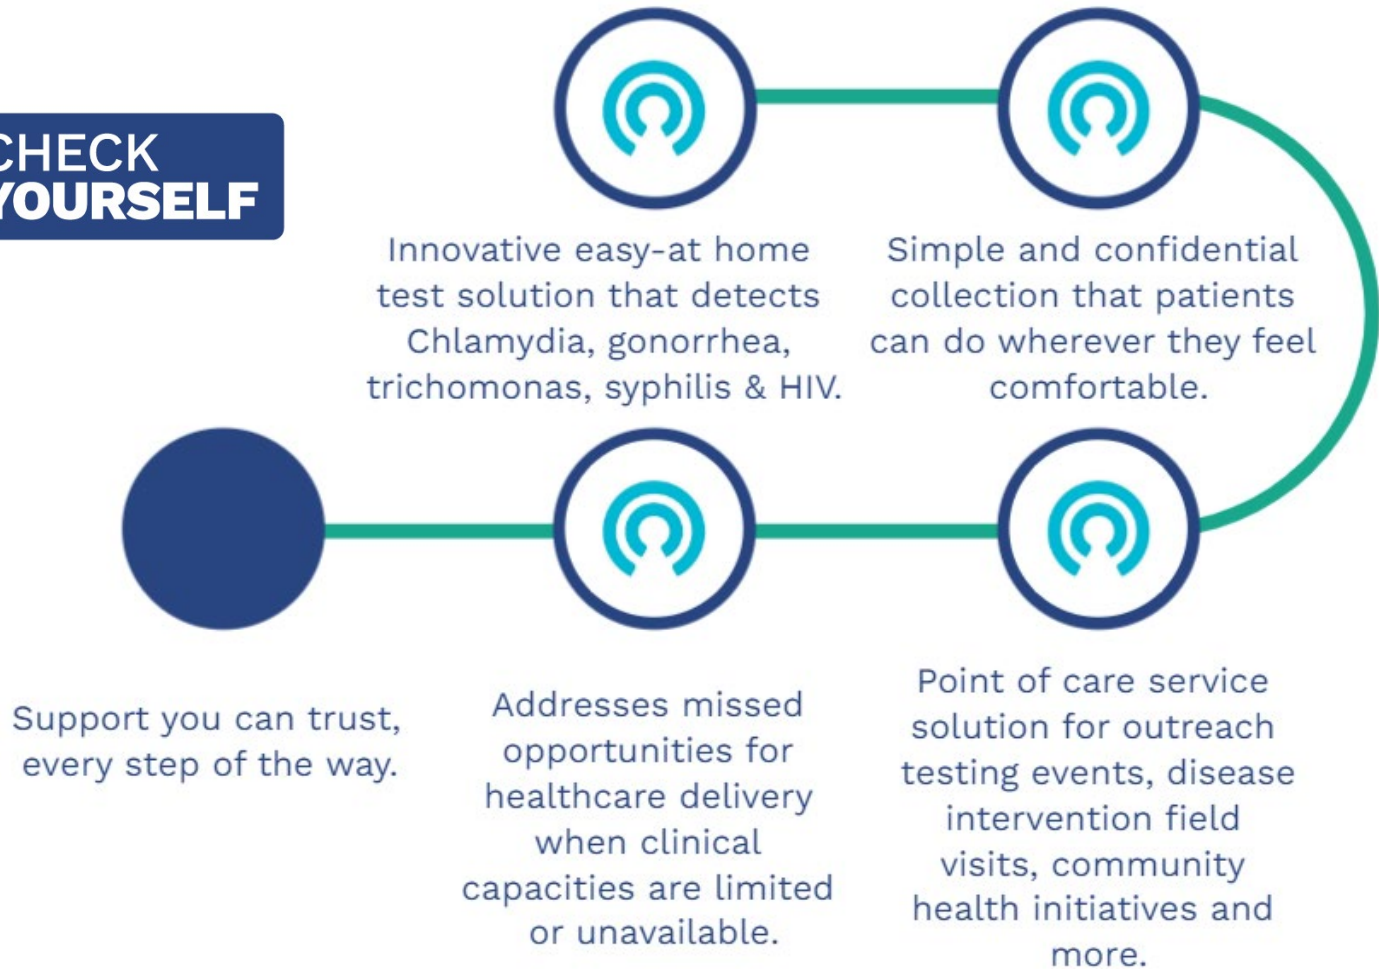 CHECK
YOURSELF
Innovative easy-at home
test solution that detects
Chlamydia, gonorrhea,
trichomonas, syphilis & HIV.
Simple and confidential
collection that patients
can do wherever they feel
comfortable.
Support you can trust,
every step of the way.
Addresses missed
opportunities for
healthcare delivery
when clinical
capacities are limited
or unavailable.
Point of care service
solution for outreach
testing events, disease
intervention field
visits, community
health initiatives and
more.